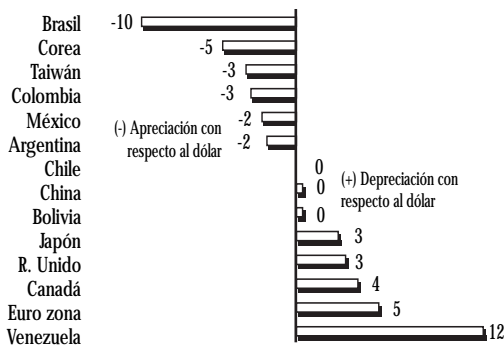 Brasil -10
Corea -5
Taiwán -3
Colombia -3
México -2
Argentina -2
(-) Apreciación con
respecto al dólar
Chile 0
China 0
Bolivia 0
(+) Depreciación con
respecto al dólar
Japón 3
R. Unido 3
Canadá 4
Euro zona 5
Venezuela 12